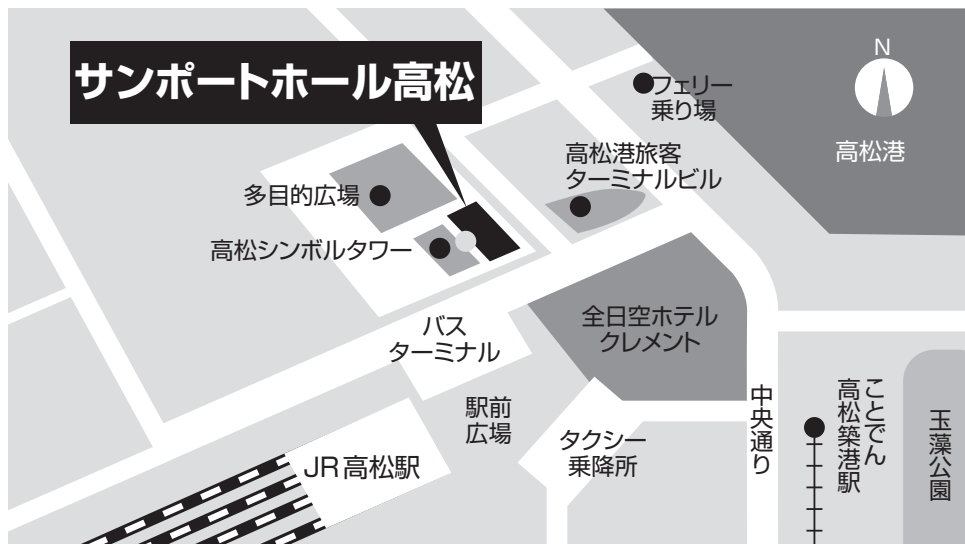 サンポートホール高松
N
フェリー
乗り場
高松港
高松港旅客
ターミナルビル
多目的広場
高松シンボルタワー
全日空ホテル
クレメント
バス
ターミナル
駅前
広場
タクシー
乗降所
JR高松駅
中央通り
ことでん
高松築港駅
玉藻公園